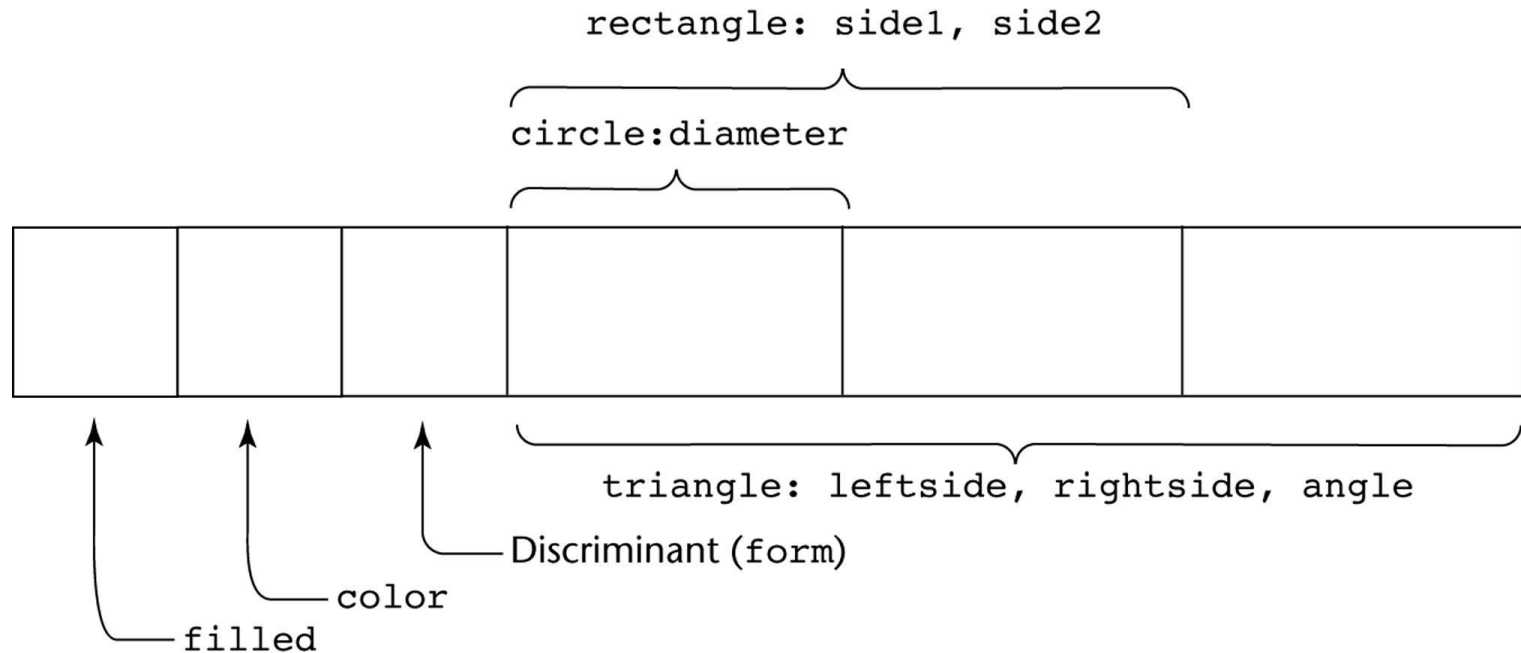 rectangle: side1, side2
circle:diameter
triangle: leftside, rightside, angle
Discriminant (form)
color
filled